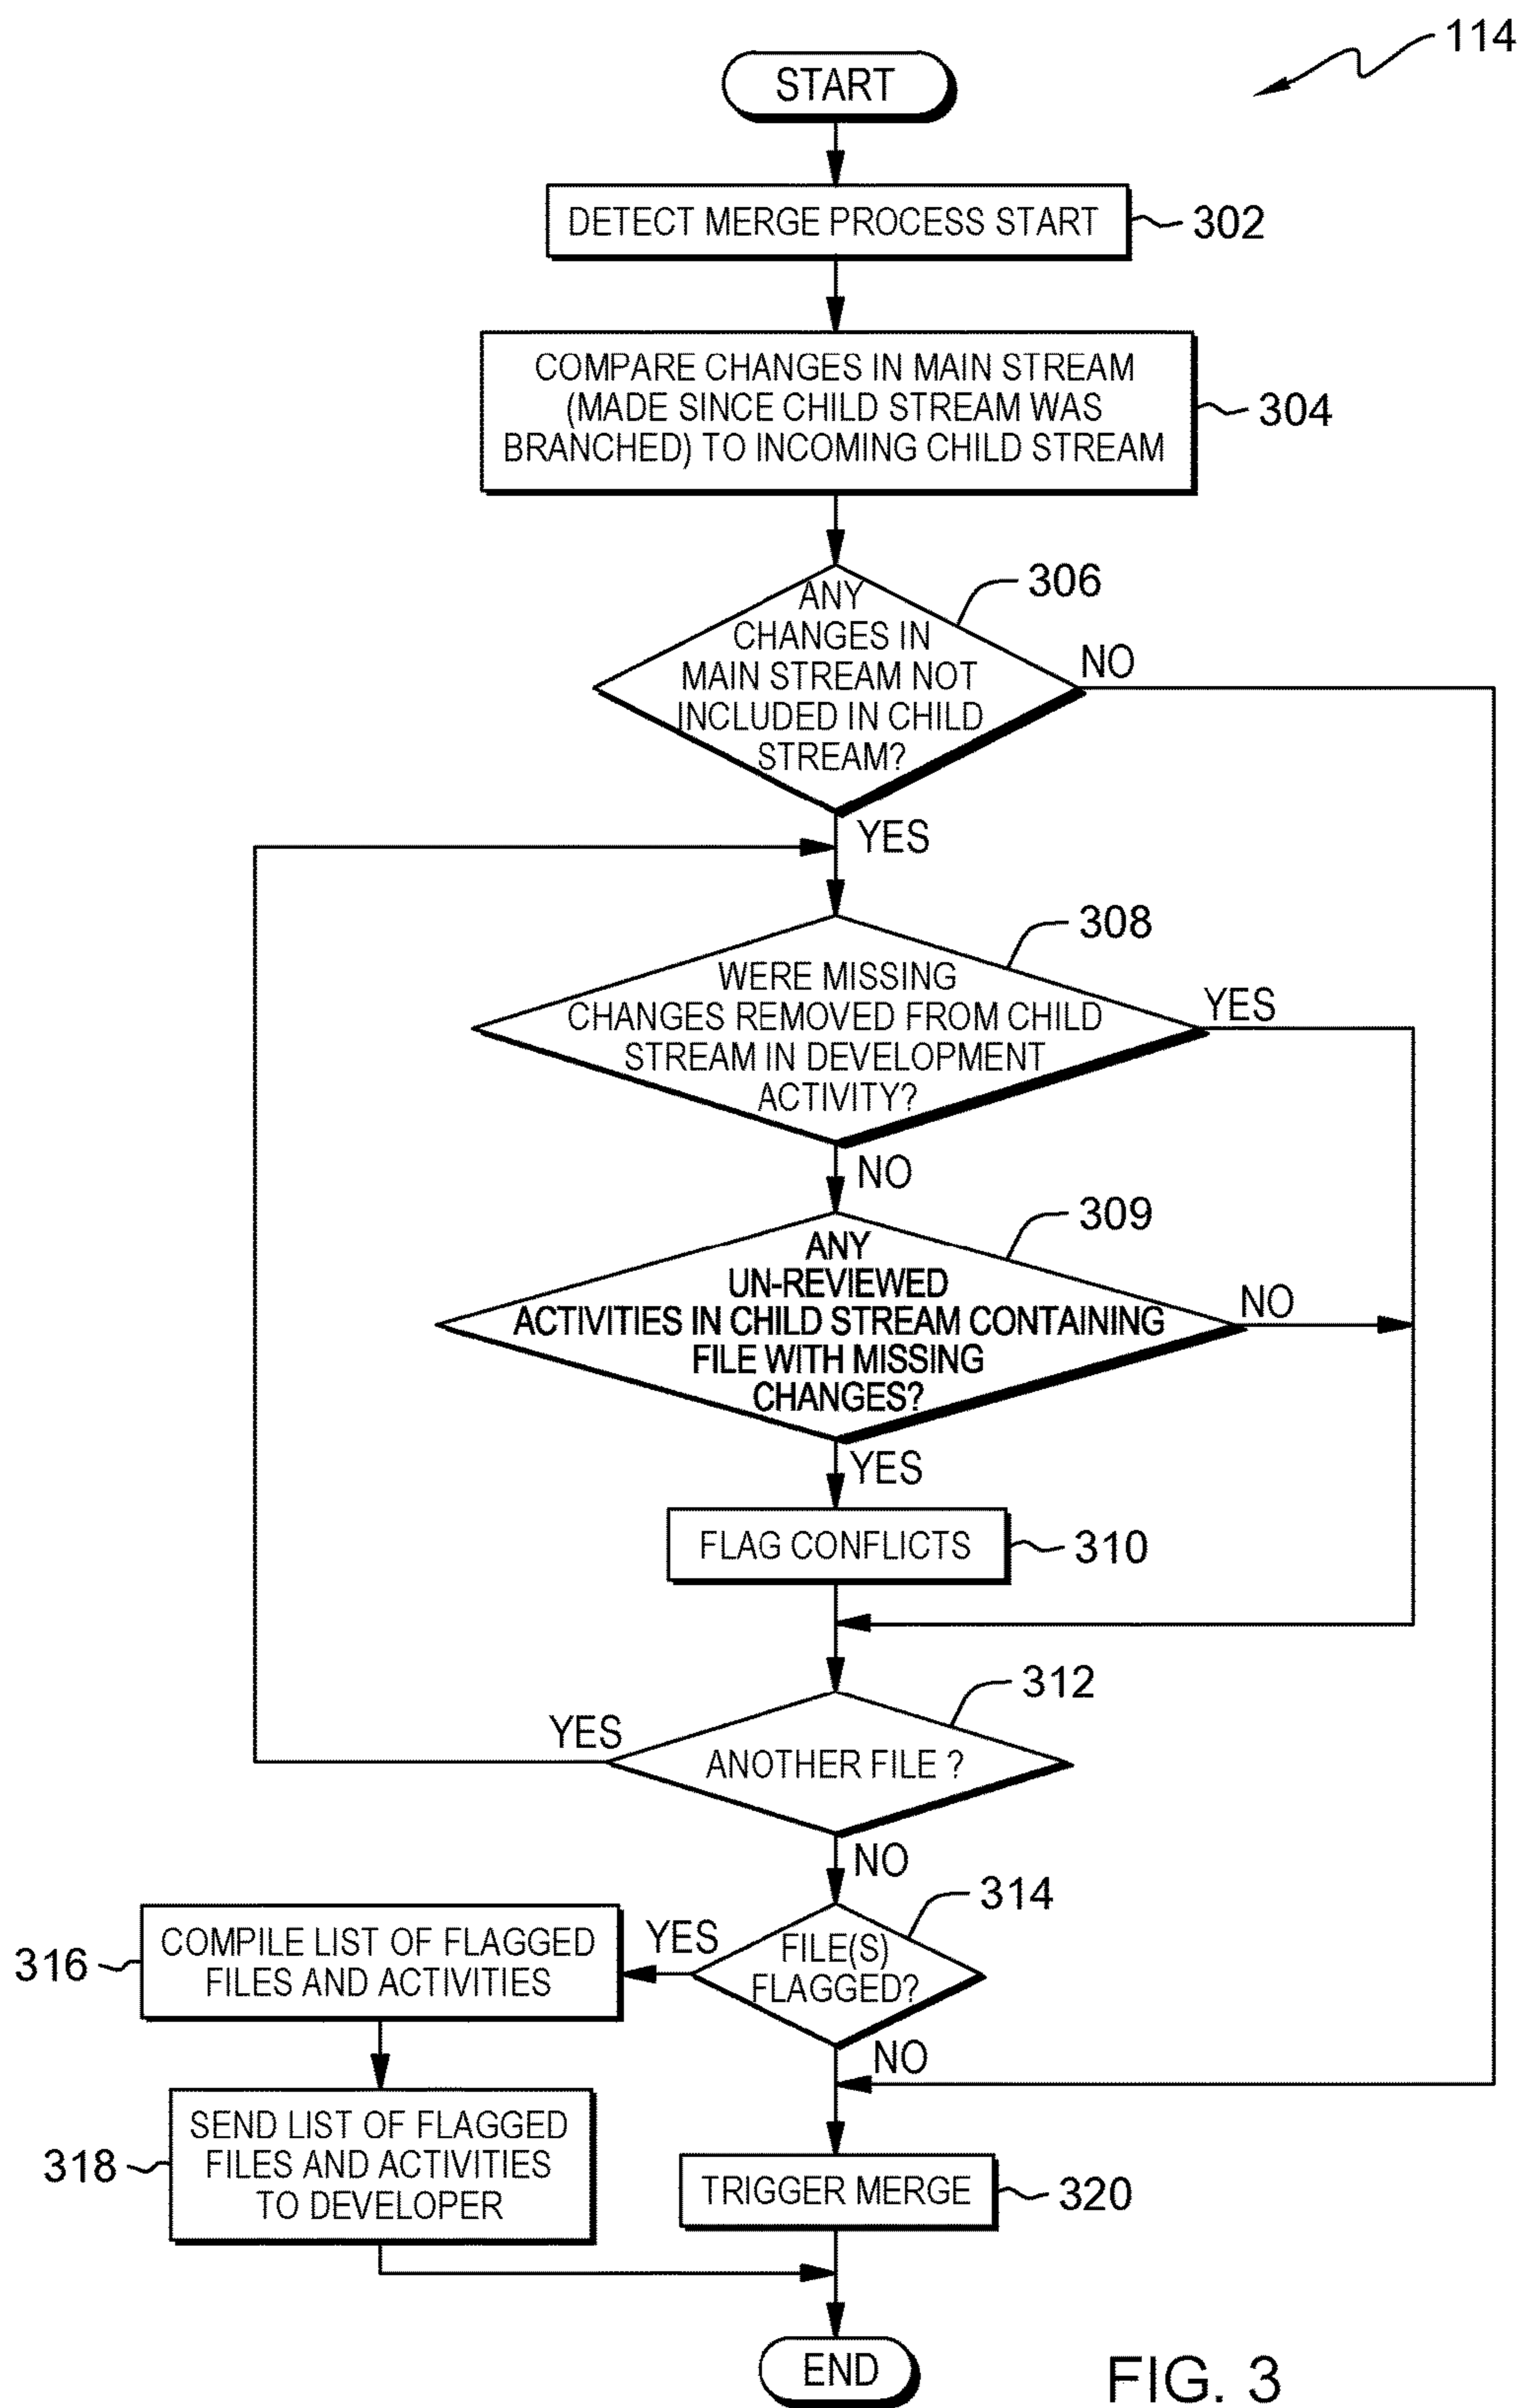 114
START
DETECT MERGE PROCESS START
302
COMPARE CHANGES IN MAIN STREAM
(MADE SINCE CHILD STREAM WAS
BRANCHED) TO INCOMING CHILD STREAM
304
306
ANY
CHANGES IN
MAIN STREAM NOT
INCLUDED IN CHILD
STREAM?
NO
YES
308
WERE MISSING
CHANGES REMOVED FROM CHILD
STREAM IN DEVELOPMENT
ACTIVITY?
YES
NO
309
ANY
UN-REVIEWED
ACTIVITIES IN CHILD STREAM CONTAINING
FILE WITH MISSING
CHANGES?
NO
YES
FLAG CONFLICTS
310
312
YES
ANOTHER FILE ?
NO
314
FILE(S)
FLAGGED?
YES
316
COMPILE LIST OF FLAGGED
FILES AND ACTIVITIES
NO
318
SEND LIST OF FLAGGED
FILES AND ACTIVITIES
TO DEVELOPER
TRIGGER MERGE
320
END
FIG. 3